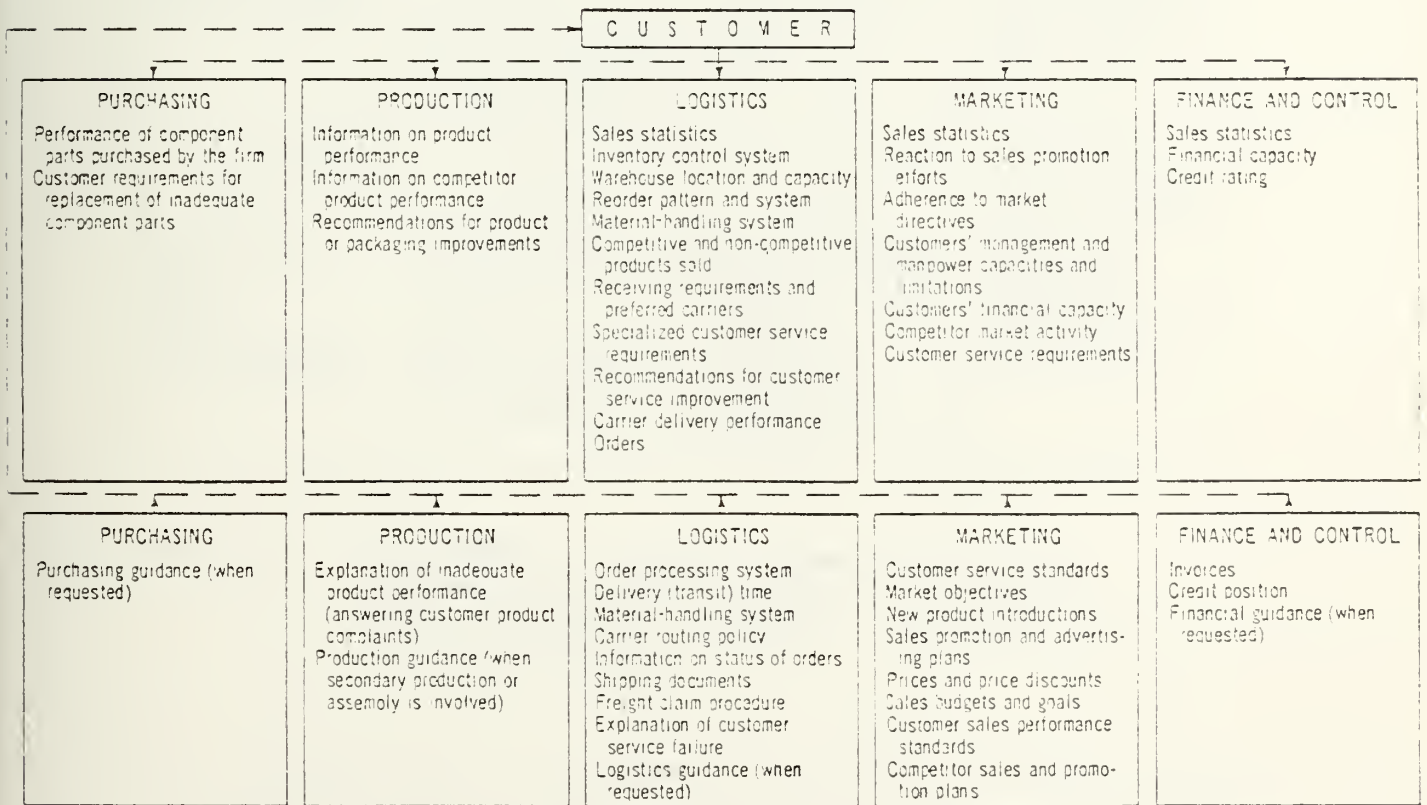 C U S T O M E R
PURCHASING
Performance of component
parts purchased by the firm
Customer requirements for
replacement of inadequate
component parts
PRODUCTION
Information on product
performance
Information on competitor
product performance
Recommendations for product
or packaging improvements
LOGISTICS
Sales statistics
Inventory control system
Warehouse location and capacity
Reorder pattern and system
Material-handling system
Competitive and non-competitive
products sold
Receiving requirements and
preferred carriers
Specialized customer service
requirements
Recommendations for customer
service improvement
Carrier delivery performance
Orders
MARKETING
Sales statistics
Reaction to sales promotion
efforts
Adherence to market
directives
Customers' management and
manpower capacities and
limitations
Customers' financial capacity
Competitor market activity
Customer service requirements
FINANCE AND CONTROL
Sales statistics
Financial capacity
Credit rating
PURCHASING
Purchasing guidance (when
requested)
PRODUCTION
Explanation of inadequate
product performance
(answering customer product
complaints)
Production guidance (when
secondary production or
assembly is involved)
LOGISTICS
Order processing system
Delivery (transit) time
Material-handling system
Carrier routing policy
Information on status of orders
Shipping documents
Freight claim procedure
Explanation of customer
service failure
Logistics guidance (when
requested)
MARKETING
Customer service standards
Market objectives
New product introductions
Sales promotion and advertis-
ing plans
Prices and price discounts
Sales budgets and goals
Customer sales performance
standards
Competitor sales and promo-
tion plans
FINANCE AND CONTROL
Invoices
Credit position
Financial guidance (when
requested)